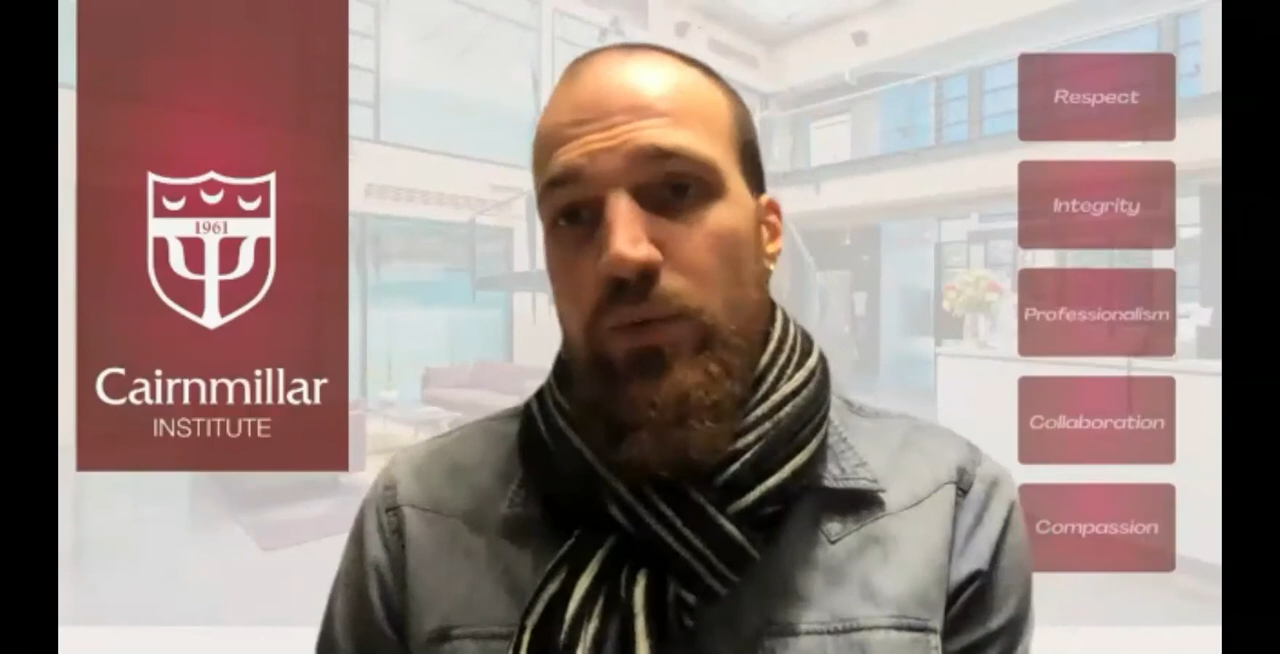 1961
Cairnmillar
INSTITUTE
Respect
Integrity
Professionalism
Collaboration
Compassion